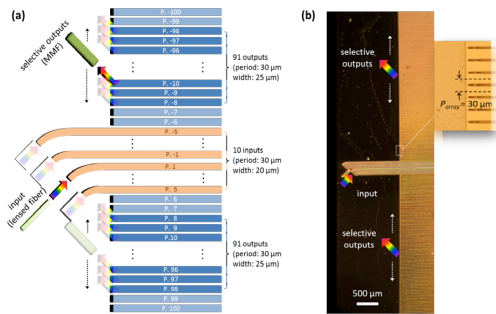 (a)
selective outputs
(MMF)
P. -100
P. -99
P. -98
P. -97
P. -96
P. -10
P. -9
P. -8
P. -7
P. -6
P. -5
P. -1
P. 1
P. 5
P. 6
P. 7
P. 8
P. 9
P.10
P. 96
P. 97
P. 98
P. 99
P. 100
91 outputs
(period: 30 μm
width: 25 μm)
10 inputs
(period: 30 μm
width: 20 μm)
91 outputs
(period: 30 μm
width: 25 μm)
input
(lensed fiber)
(b)
selective
outputs
Parray = 30 μm
input
selective
outputs
500 μm